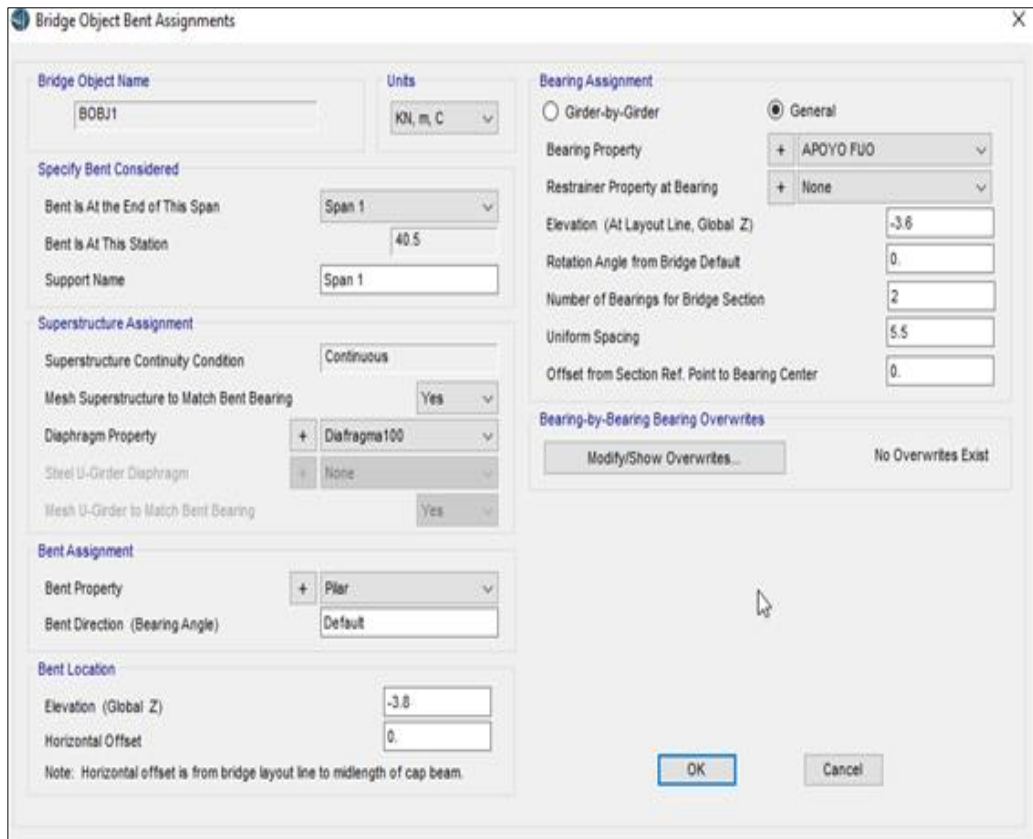 Bridge Object Bent Assignments
Bridge Object Name
BOBJ1
Units
KN, m, C
Specify Bent Considered
Bent Is At the End of This Span
Span 1
Bent Is At This Station
40.5
Support Name
Span 1
Superstructure Assignment
Superstructure Continuity Condition
Continuous
Mesh Superstructure to Match Bent Bearing
Yes
Diaphragm Property
+
Diafragma100
Steel U-Girder Diaphragm
+
None
Mesh U-Girder to Match Bent Bearing
Yes
Bent Assignment
Bent Property
+
Pilar
Bent Direction (Bearing Angle)
Default
Bent Location
Elevation (Global Z)
-3.8
Horizontal Offset
0.
Note: Horizontal offset is from bridge layout line to midlength of cap beam.
Bearing Assignment
Girder-by-Girder
General
Bearing Property
+
APOYO FIJO
Restrainer Property at Bearing
+
None
Elevation (At Layout Line, Global Z)
-3.6
Rotation Angle from Bridge Default
0.
Number of Bearings for Bridge Section
2
Uniform Spacing
5.5
Offset from Section Ref. Point to Bearing Center
0.
Bearing-by-Bearing Bearing Overwrites
Modify/Show Overwrites...
No Overwrites Exist
OK
Cancel